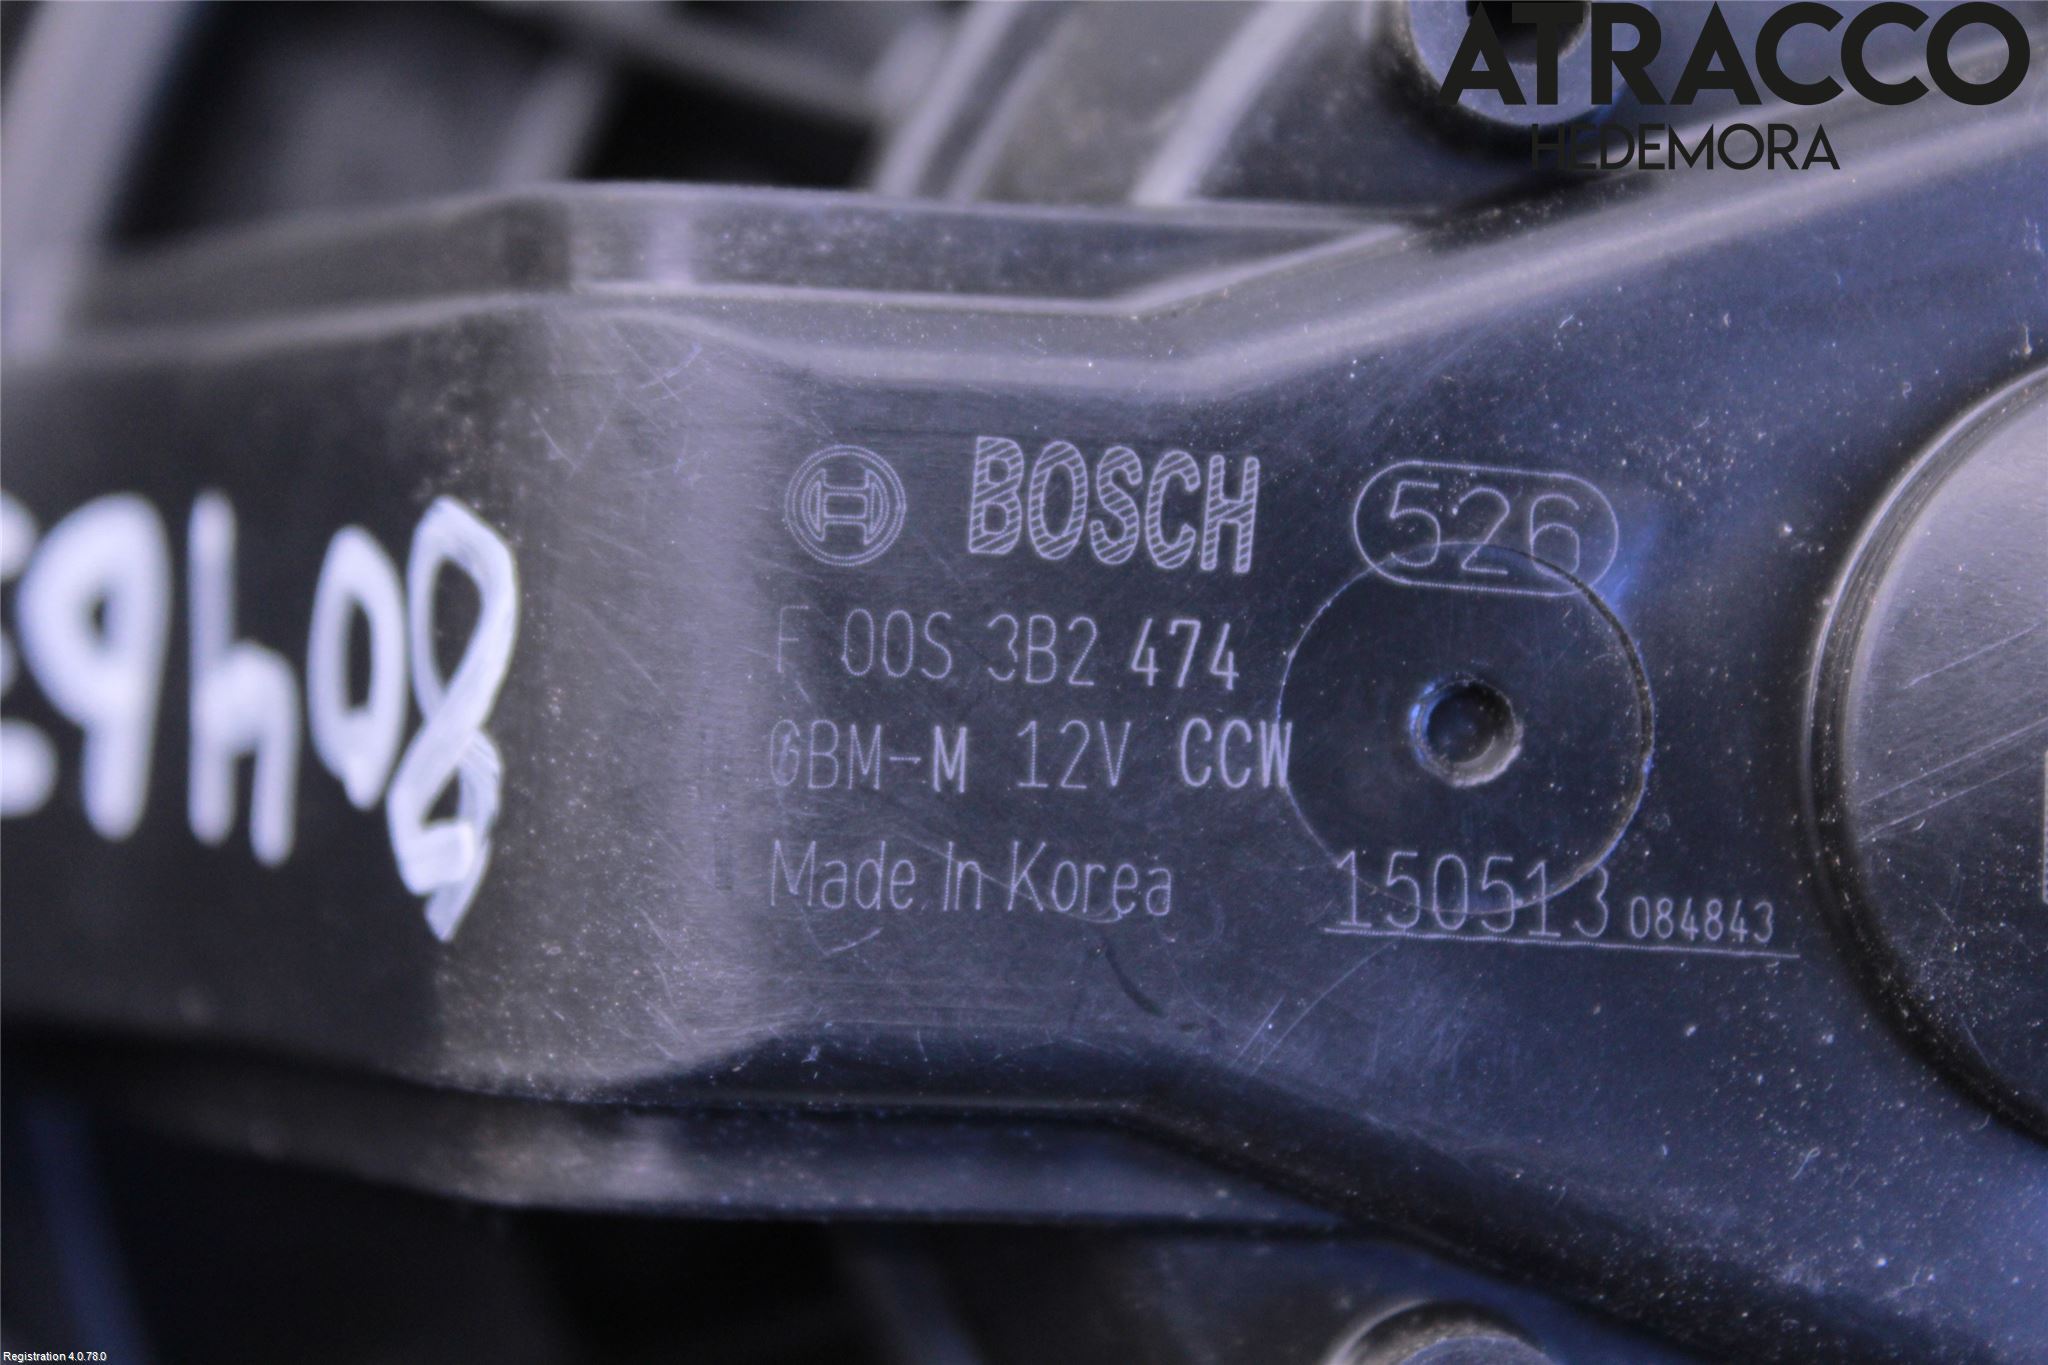 ATRACCO
HEDEMORA
BOSCH 526
F 00S 3B2 474
GBM-M 12V CCW
Made In Korea
150513 084843
Registration 4.0.78.0